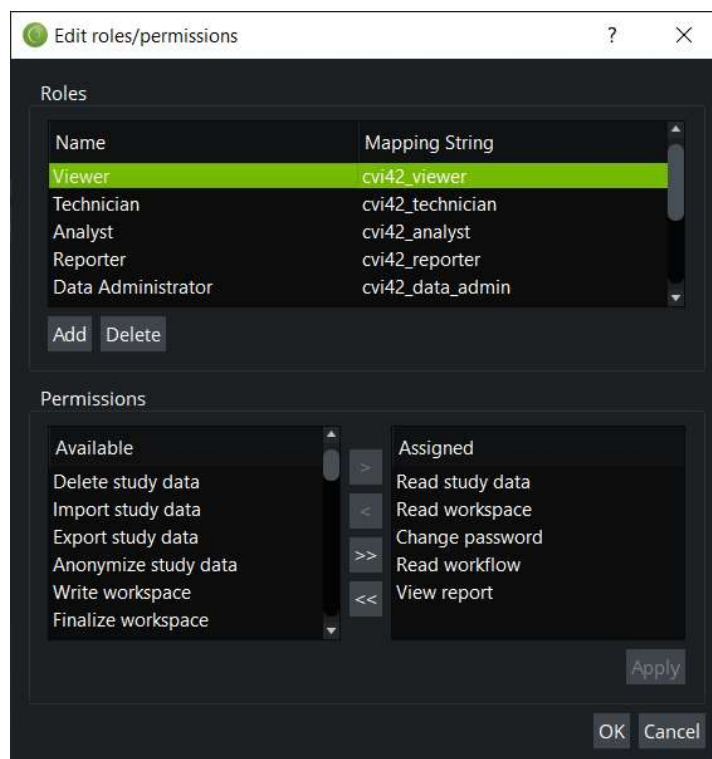 Edit roles/permissions ?
Roles
Name Mapping String
Viewer cvi42_viewer
Technician cvi42_technician
Analyst cvi42_analyst
Reporter cvi42_reporter
Data Administrator cvi42_data_admin
Add Delete
Permissions
Available
Delete study data
Import study data
Export study data
Anonymize study data
Write workspace
Finalize workspace
>
<
>>
<<
Assigned
Read study data
Read workspace
Change password
Read workflow
View report
Apply
OK Cancel